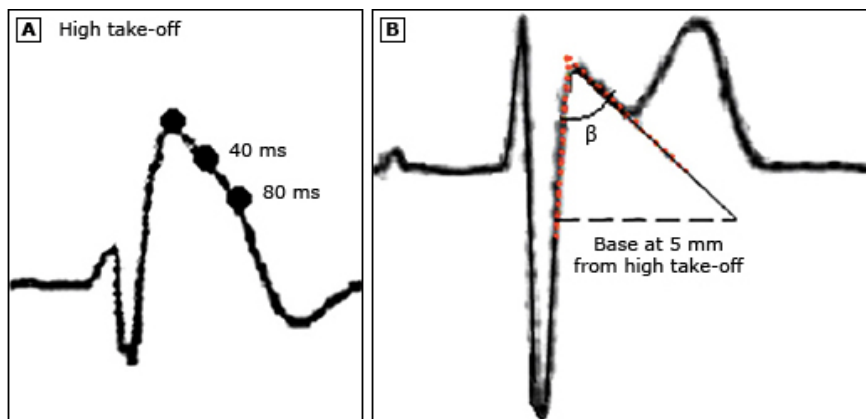 A High take-off
40 ms
80 ms
B
β
Base at 5 mm
from high take-off